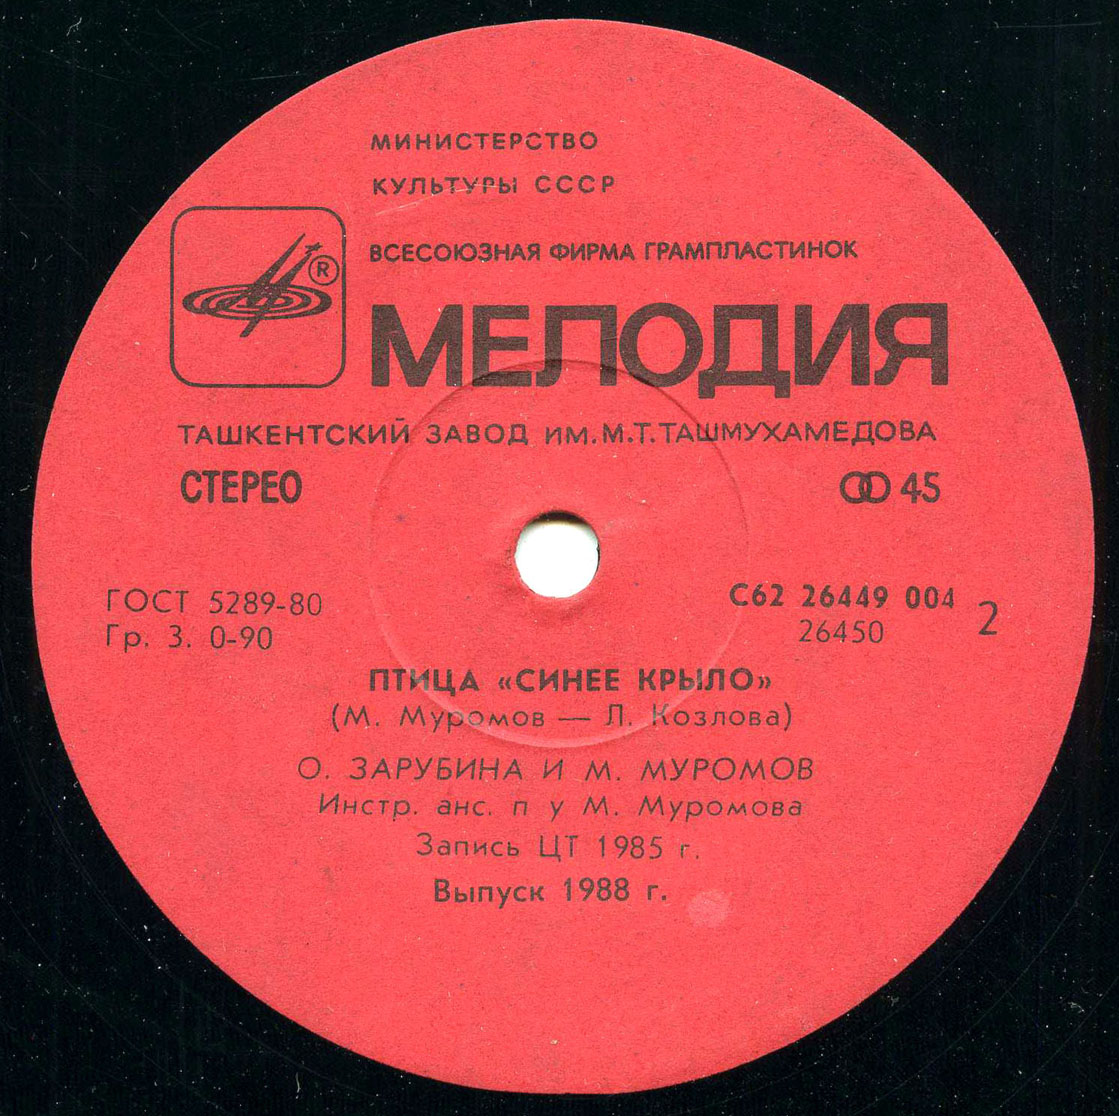 МИНИСТЕРСТВО
КУЛЬТУРЫ СССР
ВСЕСОЮЗНАЯ ФИРМА ГРАМПЛАСТИНОК
®
МЕЛОДИЯ
ТАШКЕНТСКИЙ ЗАВОД ИМ. М.Т. ТАШМУХАМЕДОВА
СТЕРЕО
45
ГОСТ 5289-80
Гр. 3. 0-90
С62 26449 004
26450
2
ПТИЦА «СИНЕЕ КРЫЛО»
(М. Муромов — Л. Козлова)
О. ЗАРУБИНА И М. МУРОМОВ
Инстр. анс. п у М. Муромова
Запись ЦТ 1985 г.
Выпуск 1988 г.